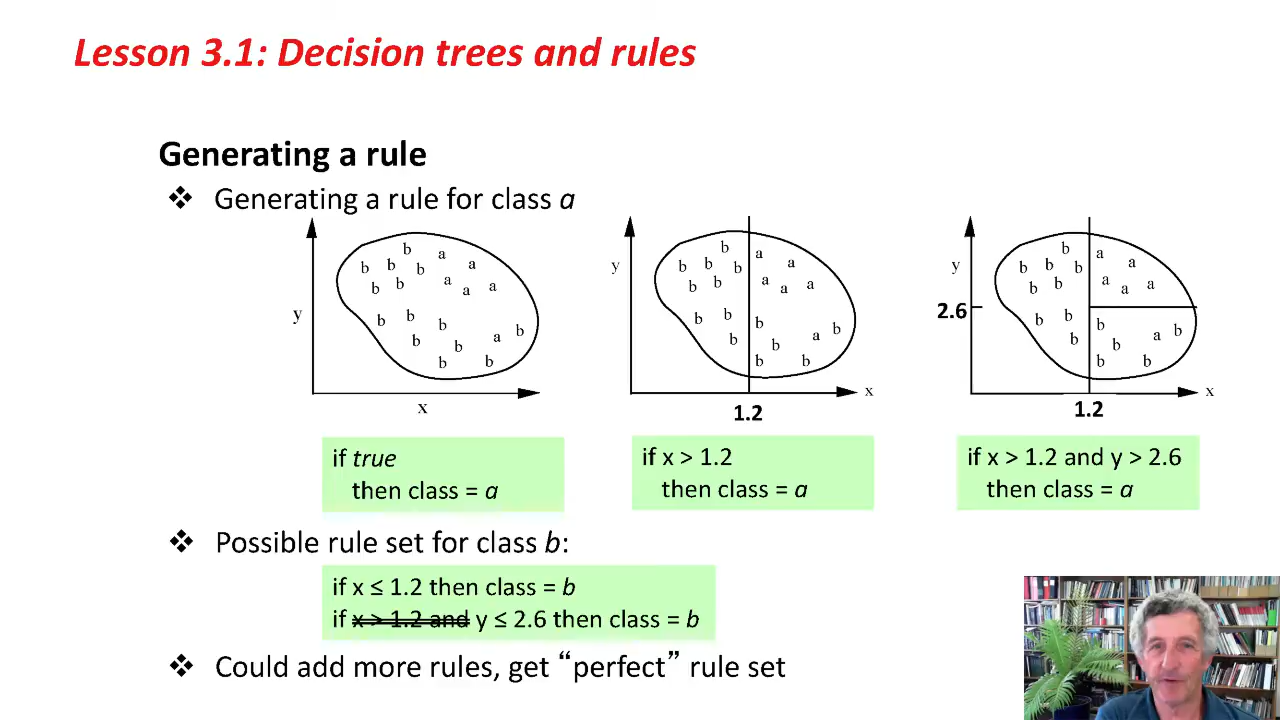 Lesson 3.1: Decision trees and rules
Generating a rule
❖ Generating a rule for class a
y
b
a
b
b
b
a
b
b
a
a
a
b
b
b
b
b
a
b
b
b
x
y
b
a
b
b
b
a
b
b
a
a
a
b
b
b
b
b
a
b
b
b
x
1.2
y
2.6
b
a
b
b
b
a
b
b
a
a
a
b
b
b
b
b
a
b
b
b
x
1.2
if true
then class = a
if x > 1.2
then class = a
if x > 1.2 and y > 2.6
then class = a
❖ Possible rule set for class b:
if x ≤ 1.2 then class = b
if x > 1.2 and y ≤ 2.6 then class = b
❖ Could add more rules, get “perfect” rule set